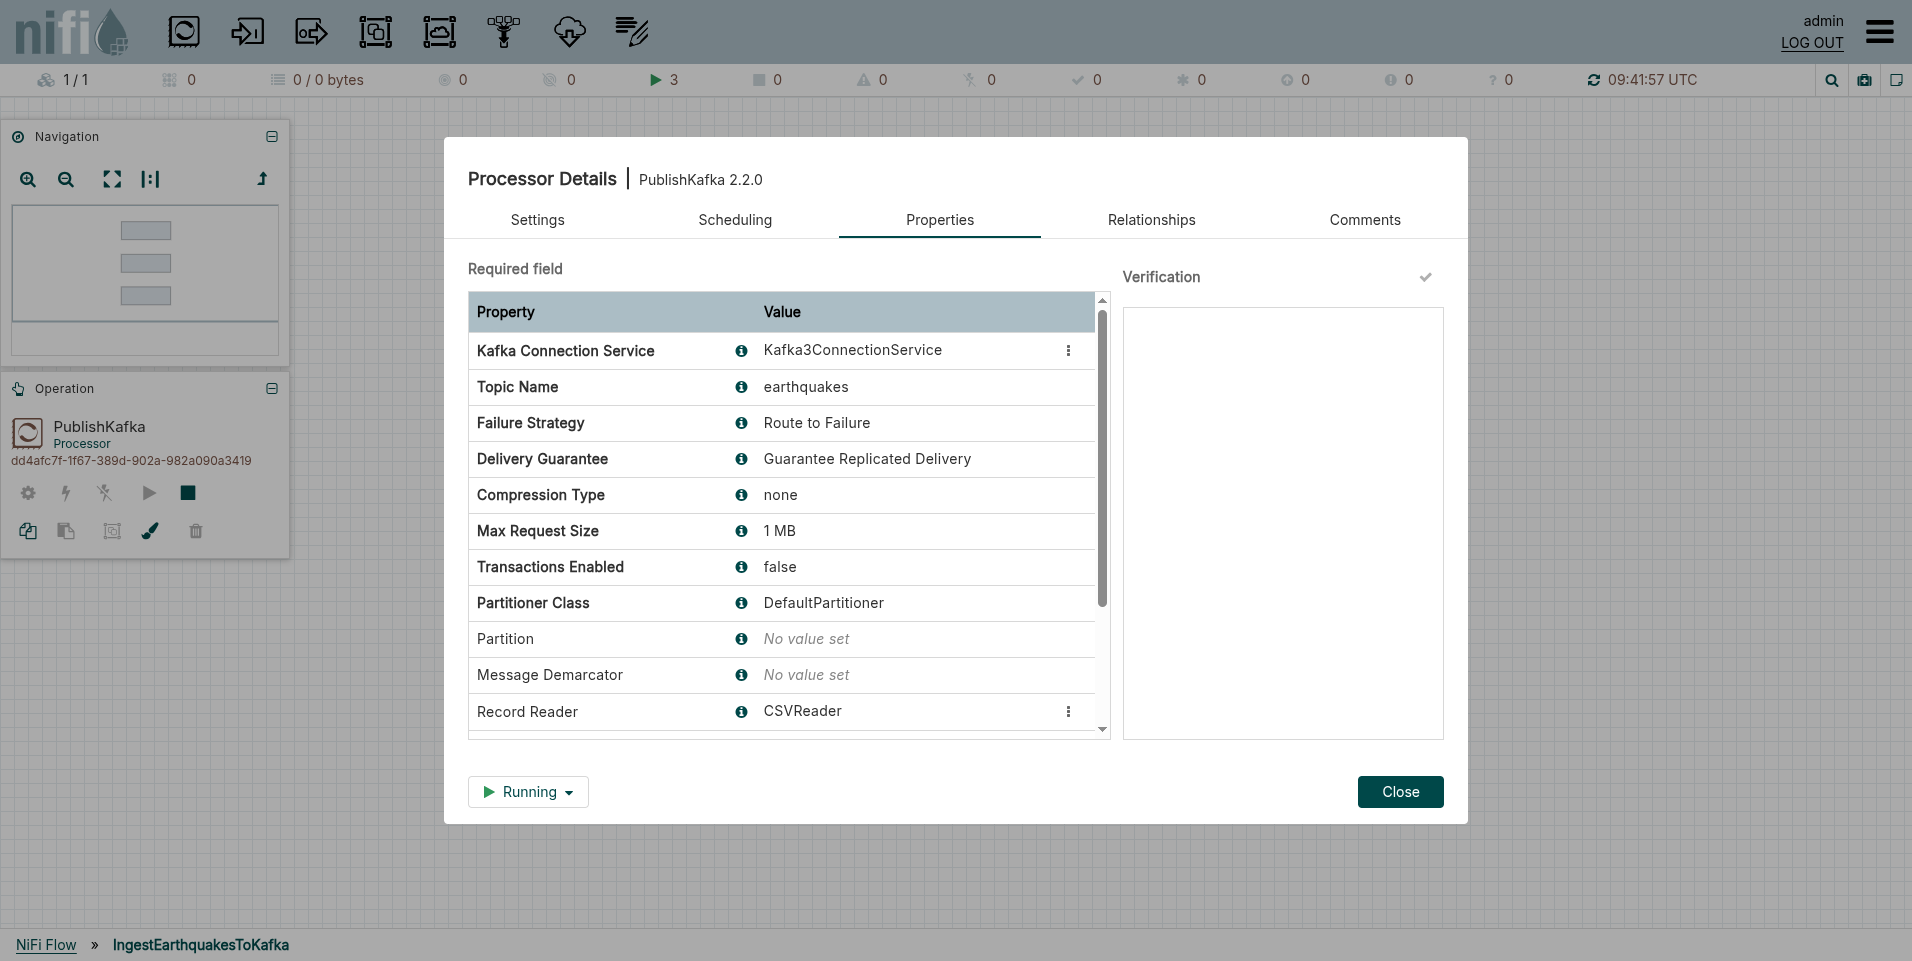 nifi
admin
LOG OUT
1 / 1
0
0 / 0 bytes
0
0
3
0
0
0
0
0
0
0
0
09:41:57 UTC
Navigation
Operation
PublishKafka
Processor
dd4afc7f-1f67-389d-902a-982a090a3419
Processor Details | PublishKafka 2.2.0
Settings
Scheduling
Properties
Relationships
Comments
Required field
Verification
Property Value
Kafka Connection Service Kafka3ConnectionService
Topic Name earthquakes
Failure Strategy Route to Failure
Delivery Guarantee Guarantee Replicated Delivery
Compression Type none
Max Request Size 1 MB
Transactions Enabled false
Partitioner Class DefaultPartitioner
Partition No value set
Message Demarcator No value set
Record Reader CSVReader
Running
Close
NiFi Flow » IngestEarthquakesToKafka